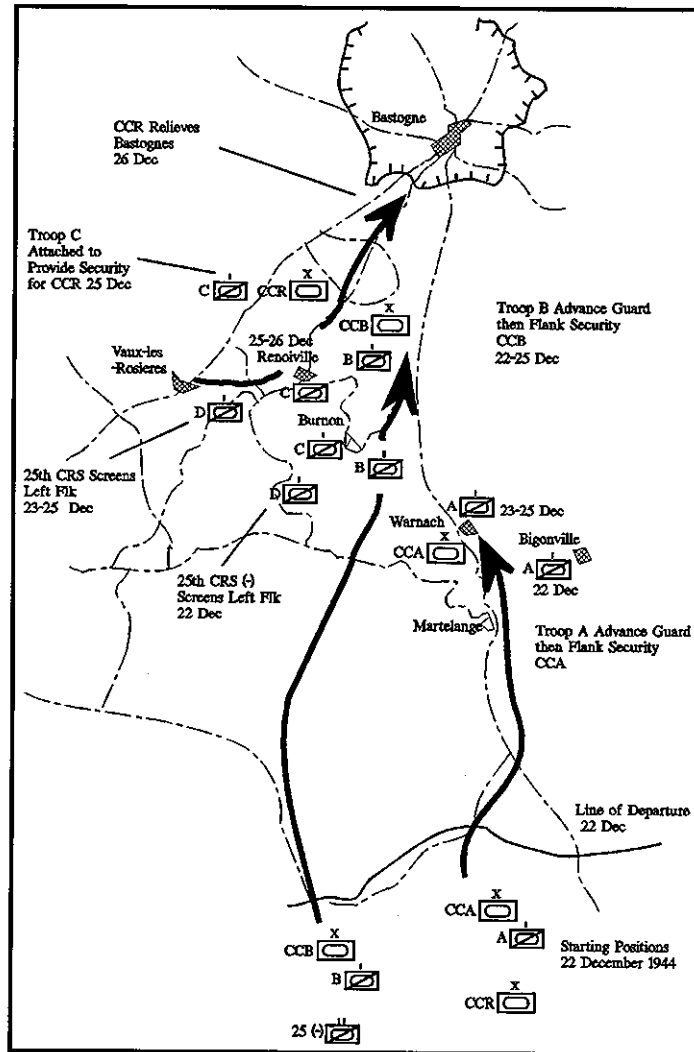 Bastogne
CCR Relieves
Bastognes
26 Dec
Troop C
Attached to
Provide Security
for CCR 25 Dec
C
X
CCR
X
CCB
Troop B Advance Guard
then Flank Security
CCB
22-25 Dec
Vaux-les
-Rosieres
25-26 Dec
Renoiville
B
C
D
Burnon
C
B
25th CRS Screens
Left Flk
23-25 Dec
D
A
23-25 Dec
Warnach
X
CCA
Bigonville
A
22 Dec
25th CRS (-)
Screens Left Flk
22 Dec
Martelange
Troop A Advance Guard
then Flank Security
CCA
Line of Departure
22 Dec
X
CCA
A
X
CCB
B
Starting Positions
22 December 1944
X
CCR
25 (-)